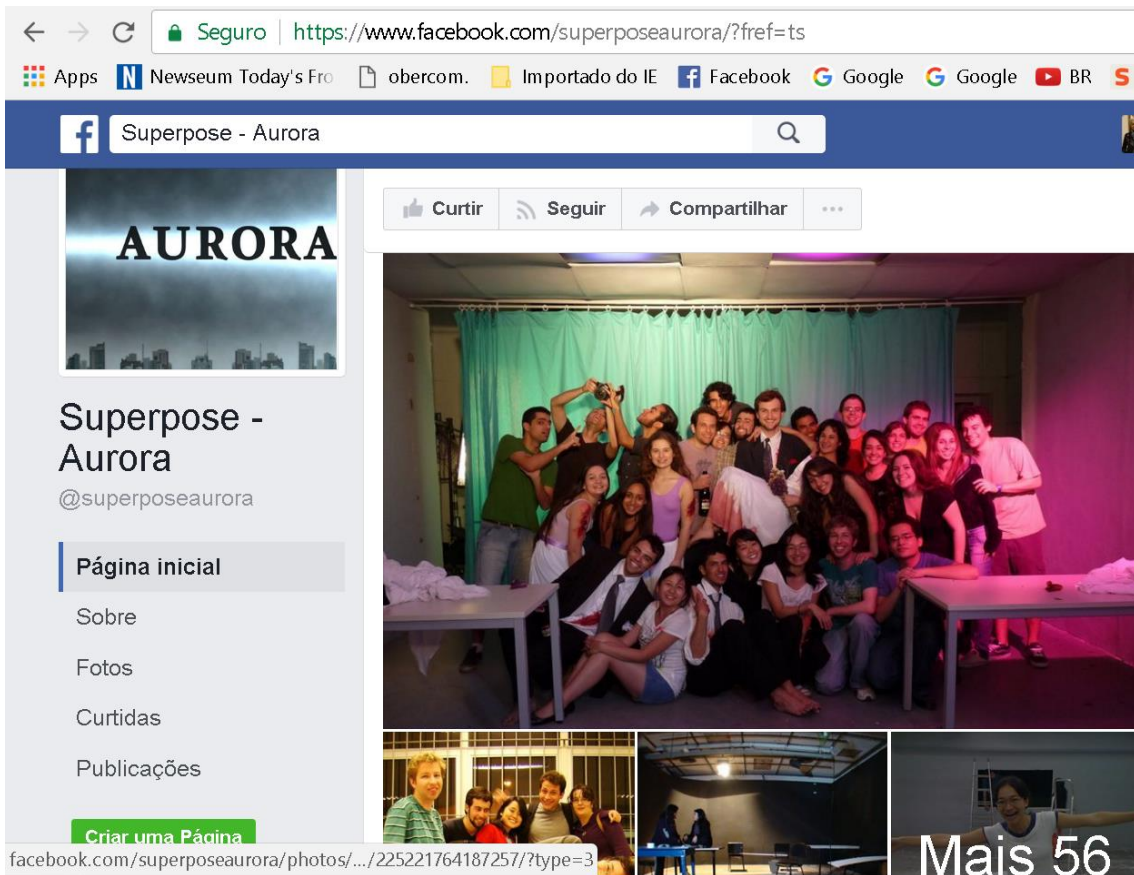 Seguro https://www.facebook.com/superposeaurora/?fref=ts
Apps N Newseum Today's Fro obercom. Importado do IE Facebook G Google G Google BR S
f Superpose - Aurora
AURORA
Curtir Seguir Compartilhar ...
Superpose -
Aurora
@superposeaurora
Página inicial
Sobre
Fotos
Curtidas
Publicações
Criar uma Página
Mais 56
facebook.com/superposeaurora/photos/.../225221764187257/?type=3